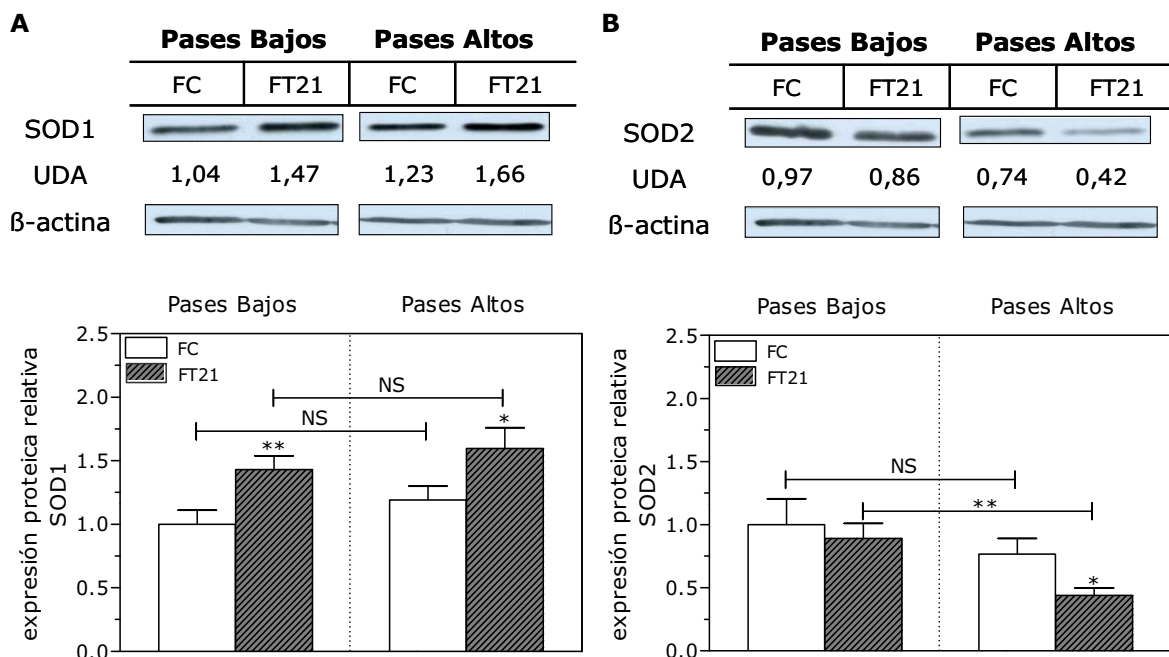 A
Pases Bajos Pases Altos
FC FT21 FC FT21
SOD1
UDA 1,04 1,47 1,23 1,66
ß-actina
Pases Bajos Pases Altos
2.5
2.0
1.5
1.0
0.5
0.0
expresión proteica relativa
SOD1
FC
FT21
NS
NS
**
*
B
Pases Bajos Pases Altos
FC FT21 FC FT21
SOD2
UDA 0,97 0,86 0,74 0,42
ß-actina
Pases Bajos Pases Altos
2.5
2.0
1.5
1.0
0.5
0.0
expresión proteica relativa
SOD2
FC
FT21
NS
**
*